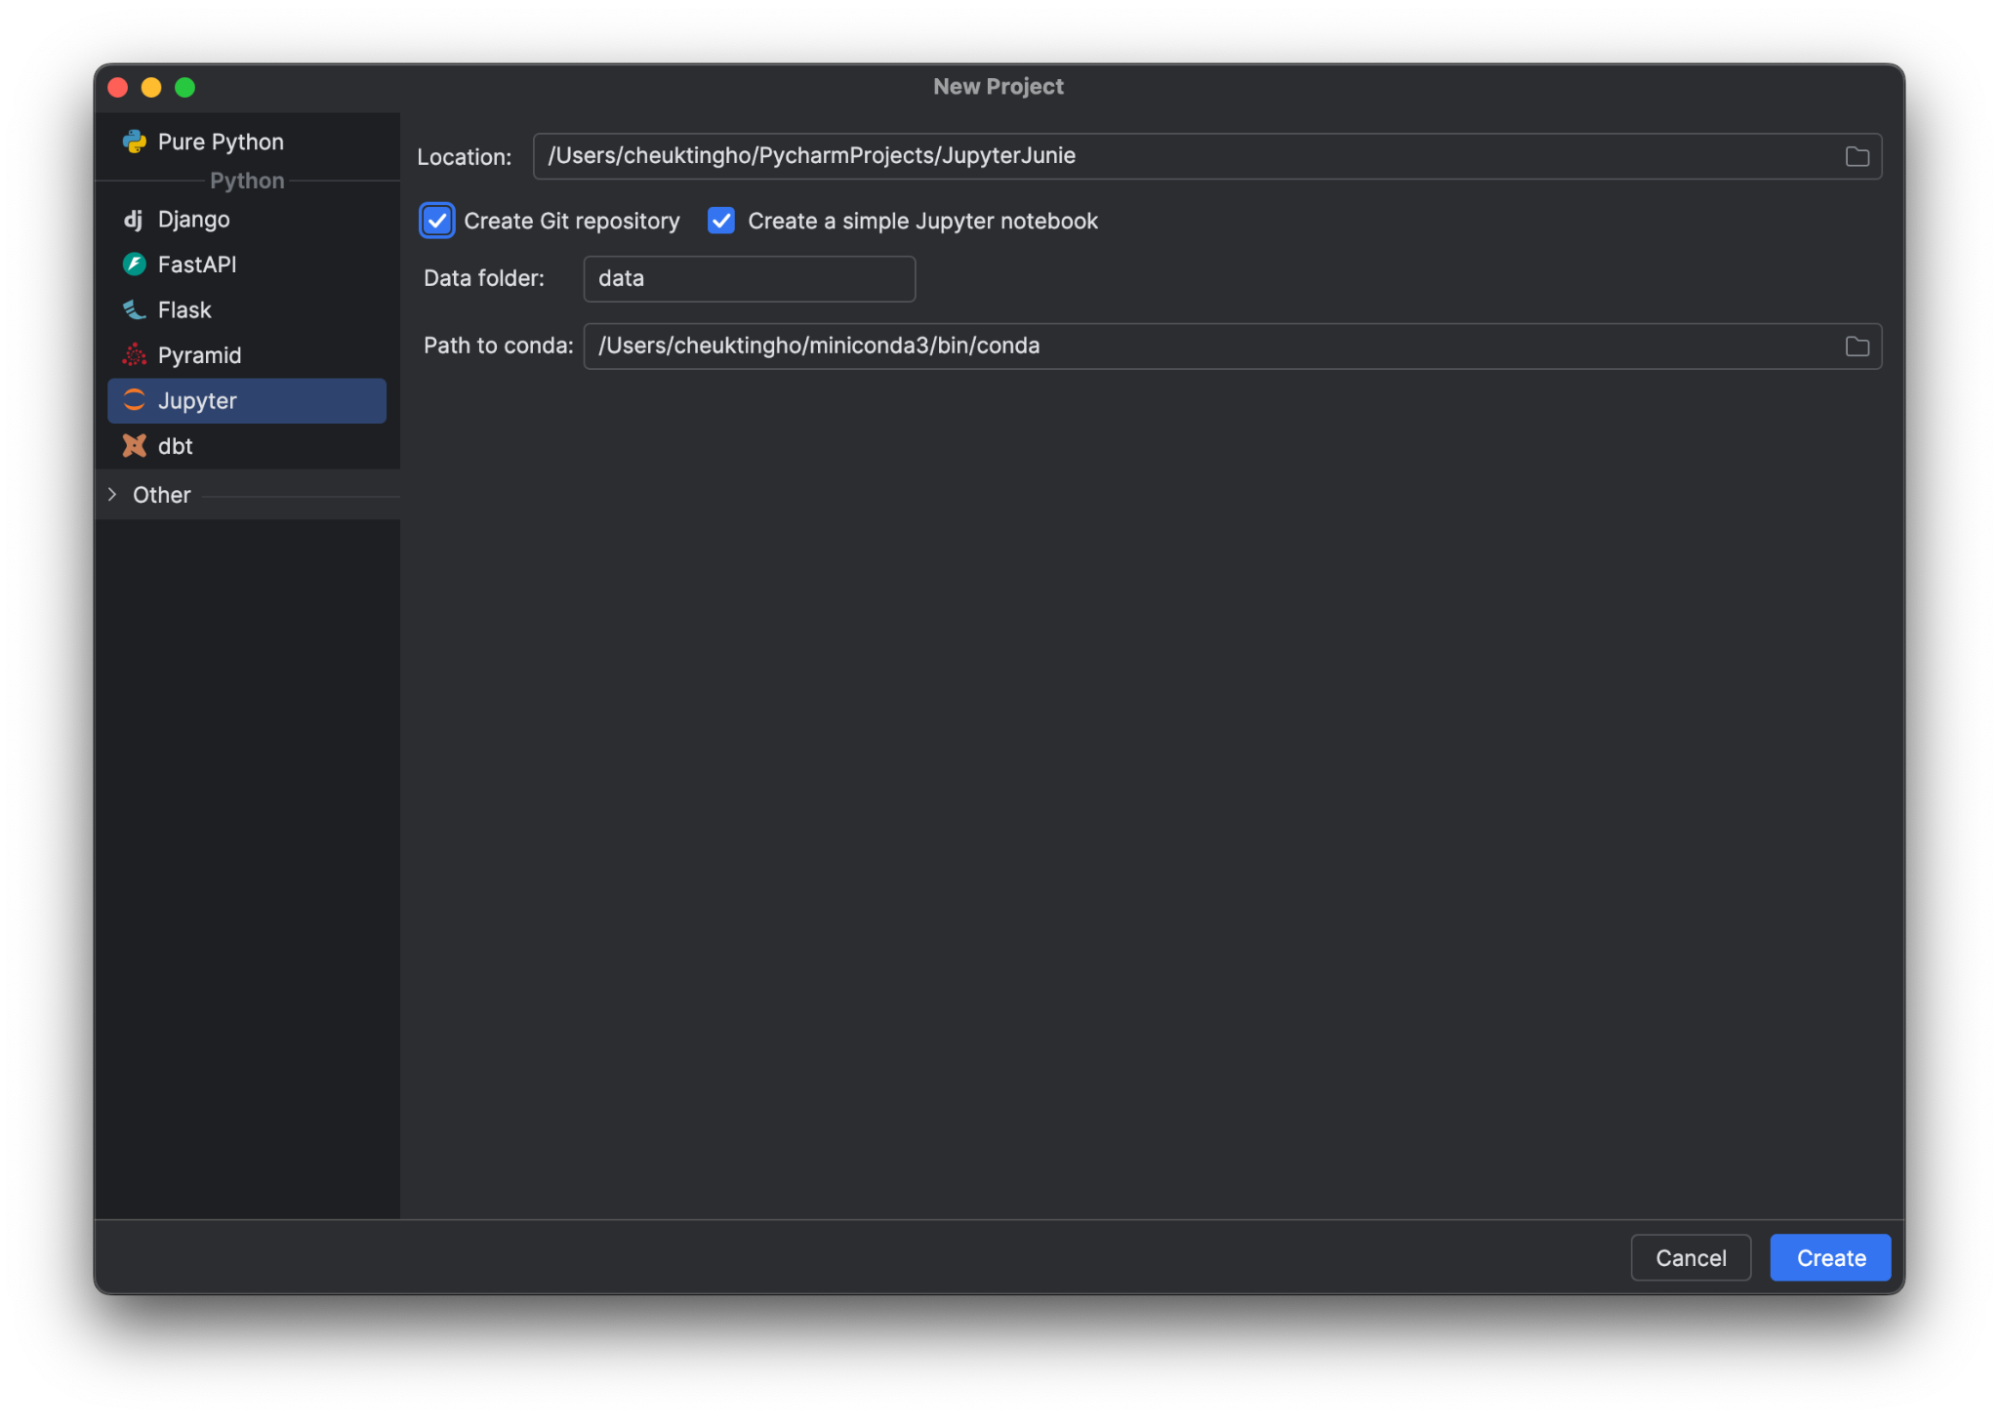 New Project
Pure Python
Python
dj Django
FastAPI
Flask
Pyramid
Jupyter
dbt
Other
Location: /Users/cheuktingho/PycharmProjects/JupyterJunie
Create Git repository Create a simple Jupyter notebook
Data folder: data
Path to conda: /Users/cheuktingho/miniconda3/bin/conda
Cancel Create